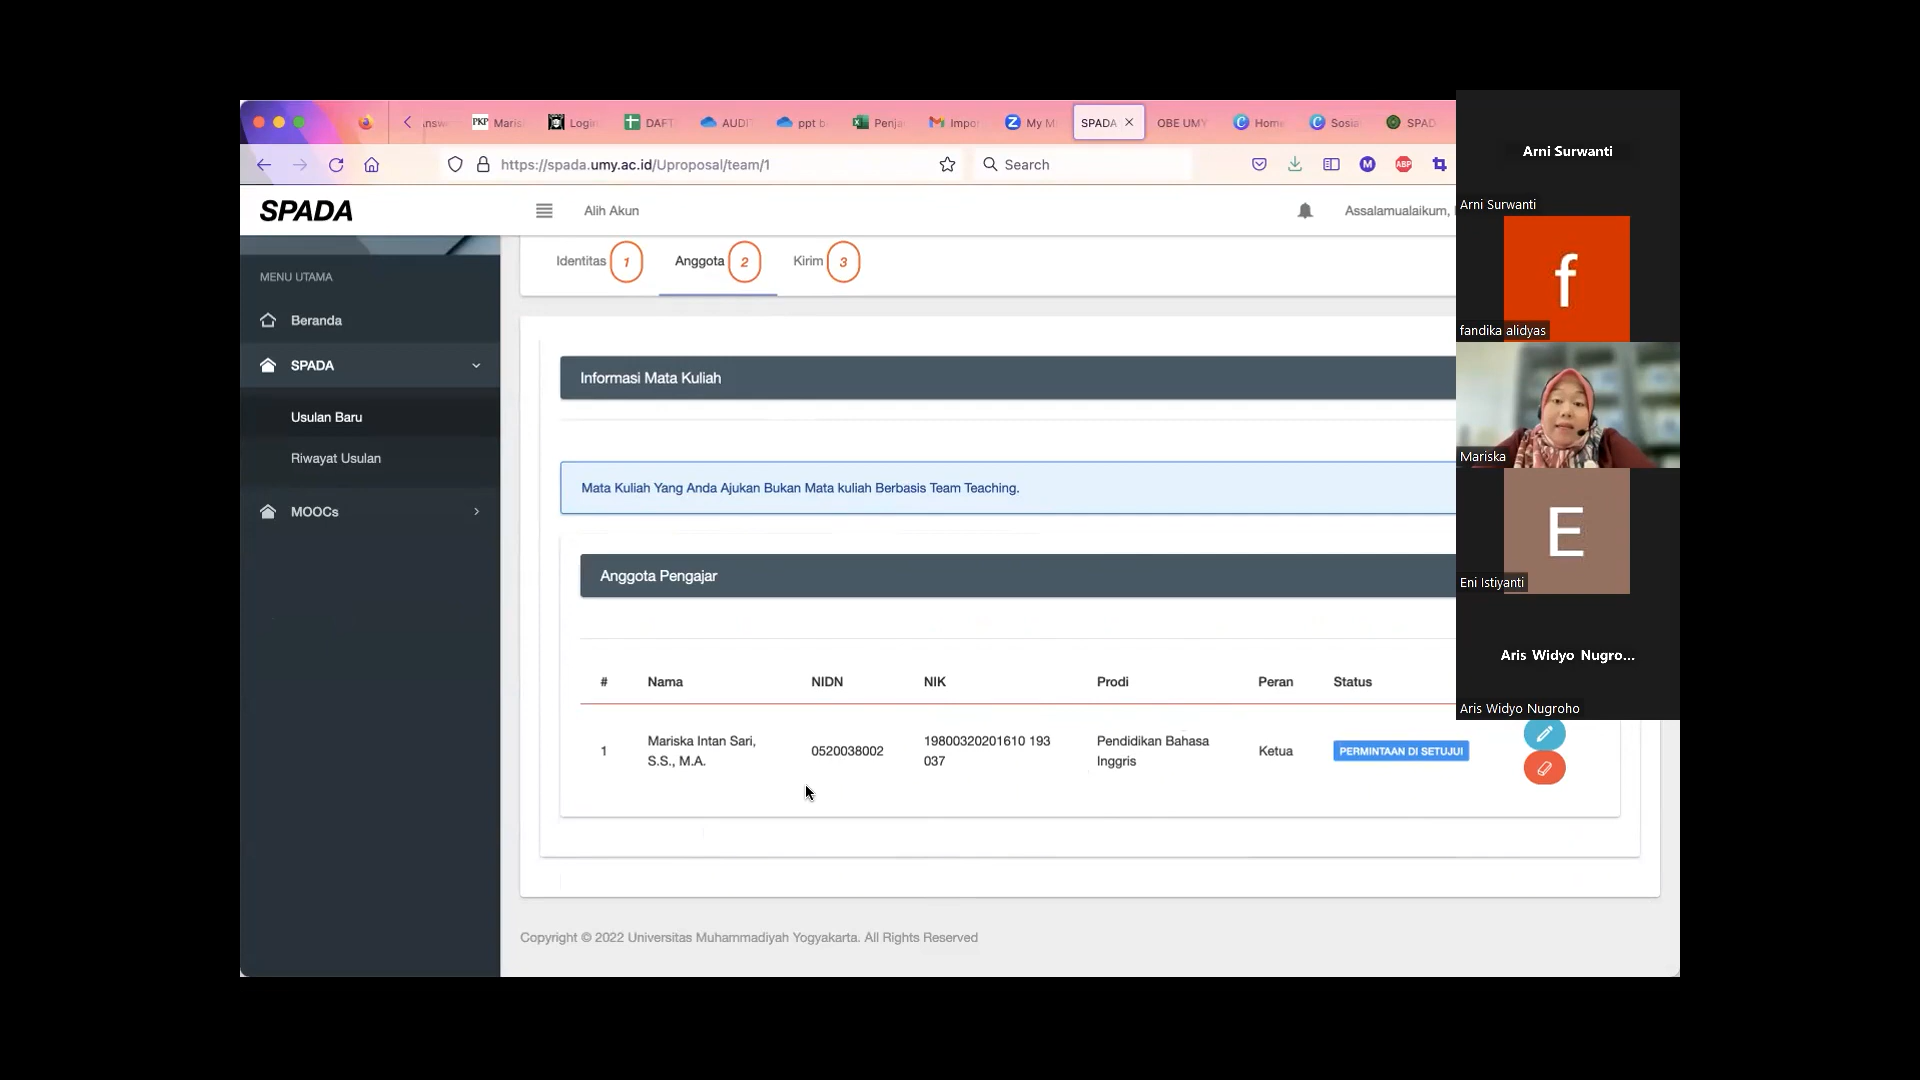 Maris
Login
DAFT
AUDI
ppt b
Penja
Impo
My M
SPADA
OBE UMY
Home
Sosia
SPAD
https://spada.umy.ac.id/Uproposal/team/1
Search
M
ABP
SPADA
Alih Akun
Assalamualaikum,
MENU UTAMA
Beranda
SPADA
Usulan Baru
Riwayat Usulan
MOOCs
Identitas 1
Anggota 2
Kirim 3
Informasi Mata Kuliah
Mata Kuliah Yang Anda Ajukan Bukan Mata kuliah Berbasis Team Teaching.
Anggota Pengajar
# Nama NIDN NIK Prodi Peran Status
1 Mariska Intan Sari, 0520038002 19800320201610 193 Pendidikan Bahasa Ketua PERMINTAAN DI SETUJUI
S.S., M.A. 037 Inggris
Copyright © 2022 Universitas Muhammadiyah Yogyakarta. All Rights Reserved
Arni Surwanti
Arni Surwanti
f
fandika alidyas
Mariska
E
Eni Istiyanti
Aris Widyo Nugro...
Aris Widyo Nugroho